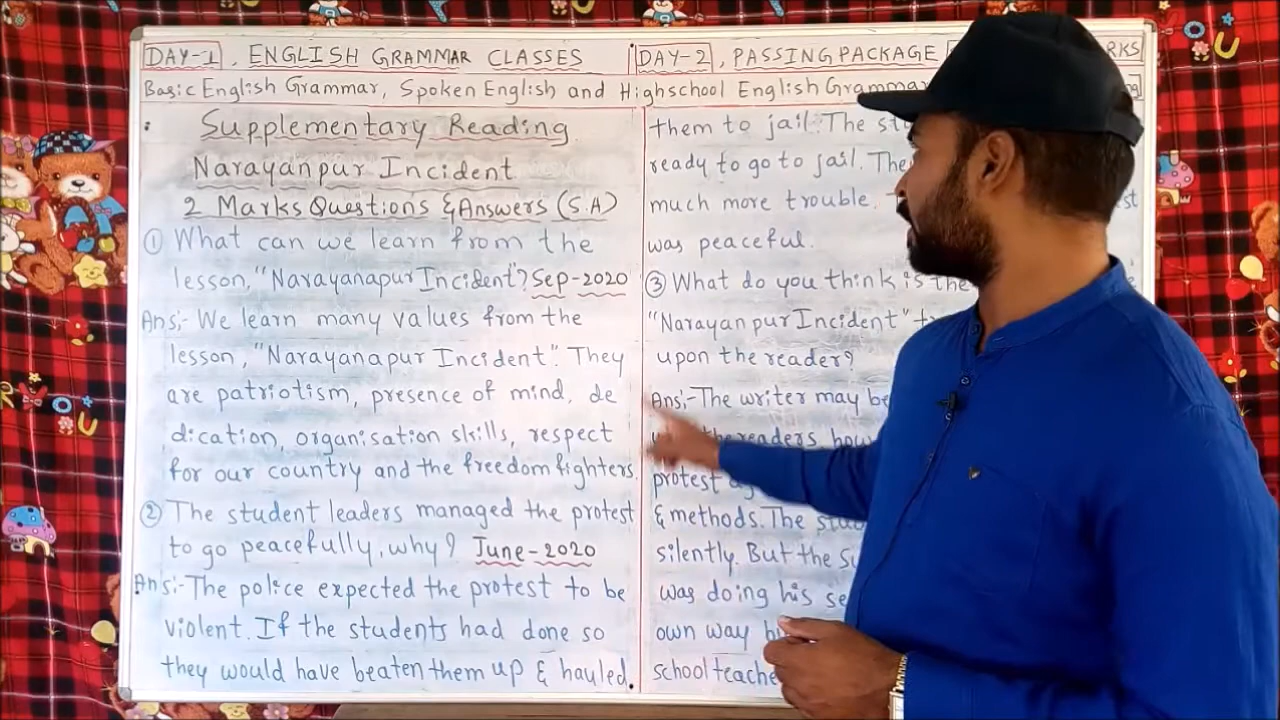 DAY-1, ENGLISH GRAMMAR CLASSES
DAY-2, PASSING PACKAGE
Basic English Grammar, Spoken English and Highschool English Grammar
Supplementary Reading
Narayanpur Incident
2 Marks Questions & Answers (S.A)
① What can we learn from the
lesson, "Narayanapur Incident"? Sep-2020
Ans:- We learn many values from the
lesson, "Narayanapur Incident". They
are patriotism, presence of mind, de
dication, organisation skills, respect
for our country and the freedom fighters.
② The student leaders managed the protest
to go peacefully, why? June-2020
Ans:- The police expected the protest to be
violent. If the students had done so
they would have beaten them up & hauled
them to jail. The
ready to go to jail.
much more trouble.
was peaceful.
③ What do you think is the
"Narayanpur Incident"
upon the reader?
Ans:- The writer may
the readers how
protest
& methods. The
silently. But the
was doing his
own way
school